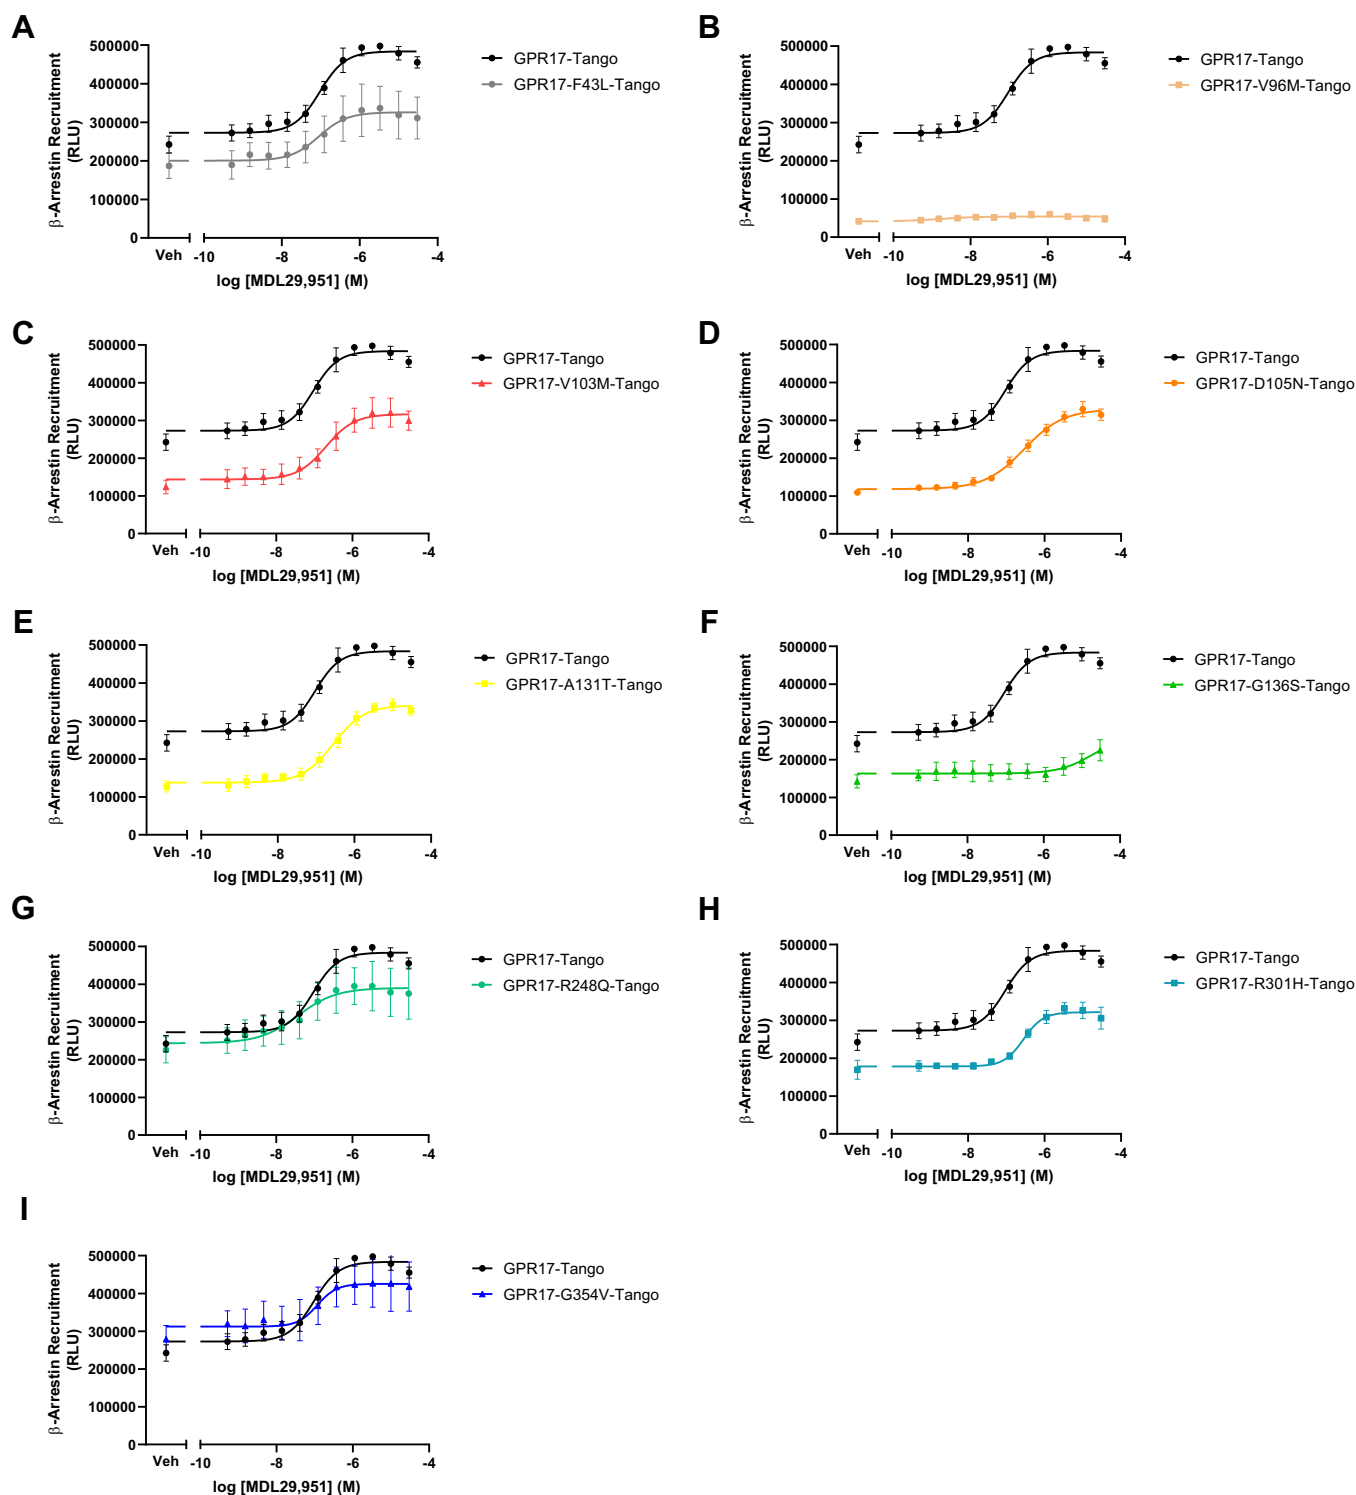 A
β-Arrestin Recruitment
(RLU)
500000
400000
300000
200000
100000
0
Veh -10 -8 -6 -4
log [MDL29,951] (M)
GPR17-Tango
GPR17-F43L-Tango
B
β-Arrestin Recruitment
(RLU)
500000
400000
300000
200000
100000
0
Veh -10 -8 -6 -4
log [MDL29,951] (M)
GPR17-Tango
GPR17-V96M-Tango
C
β-Arrestin Recruitment
(RLU)
500000
400000
300000
200000
100000
0
Veh -10 -8 -6 -4
log [MDL29,951] (M)
GPR17-Tango
GPR17-V103M-Tango
D
β-Arrestin Recruitment
(RLU)
500000
400000
300000
200000
100000
0
Veh -10 -8 -6 -4
log [MDL29,951] (M)
GPR17-Tango
GPR17-D105N-Tango
E
β-Arrestin Recruitment
(RLU)
500000
400000
300000
200000
100000
0
Veh -10 -8 -6 -4
log [MDL29,951] (M)
GPR17-Tango
GPR17-A131T-Tango
F
β-Arrestin Recruitment
(RLU)
500000
400000
300000
200000
100000
0
Veh -10 -8 -6 -4
log [MDL29,951] (M)
GPR17-Tango
GPR17-G136S-Tango
G
β-Arrestin Recruitment
(RLU)
500000
400000
300000
200000
100000
0
Veh -10 -8 -6 -4
log [MDL29,951] (M)
GPR17-Tango
GPR17-R248Q-Tango
H
β-Arrestin Recruitment
(RLU)
500000
400000
300000
200000
100000
0
Veh -10 -8 -6 -4
log [MDL29,951] (M)
GPR17-Tango
GPR17-R301H-Tango
I
β-Arrestin Recruitment
(RLU)
500000
400000
300000
200000
100000
0
Veh -10 -8 -6 -4
log [MDL29,951] (M)
GPR17-Tango
GPR17-G354V-Tango